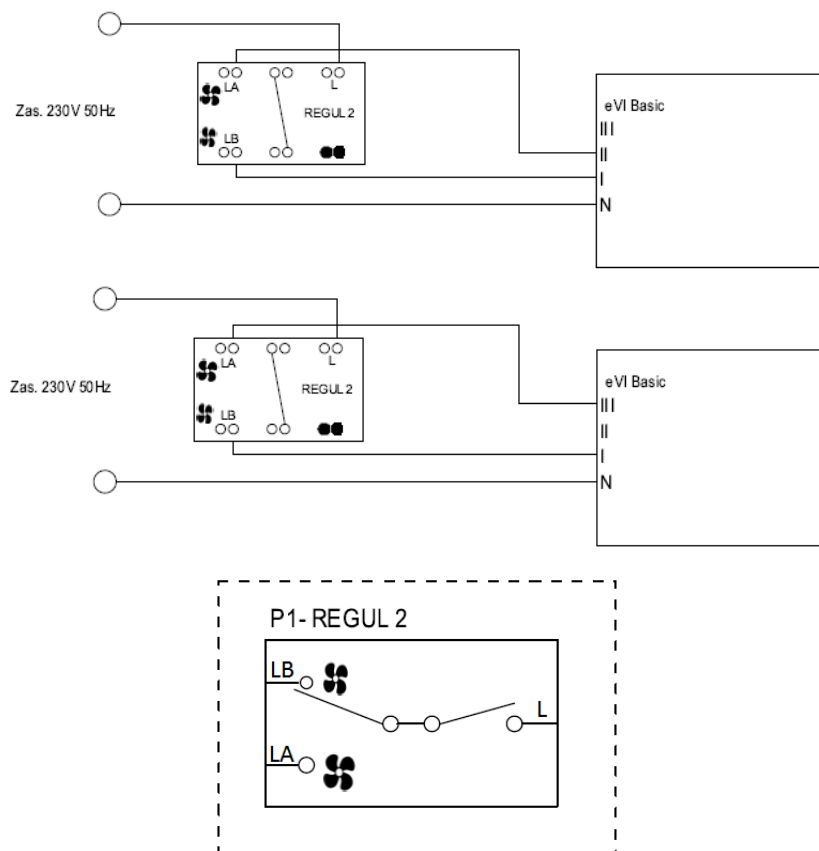 LA
L
eVI Basic
Zas. 230V 50Hz
REGUL 2
III
LB
II
I
N
LA
L
eVI Basic
Zas. 230V 50Hz
REGUL 2
III
LB
II
I
N
P1- REGUL 2
LB
L
LA